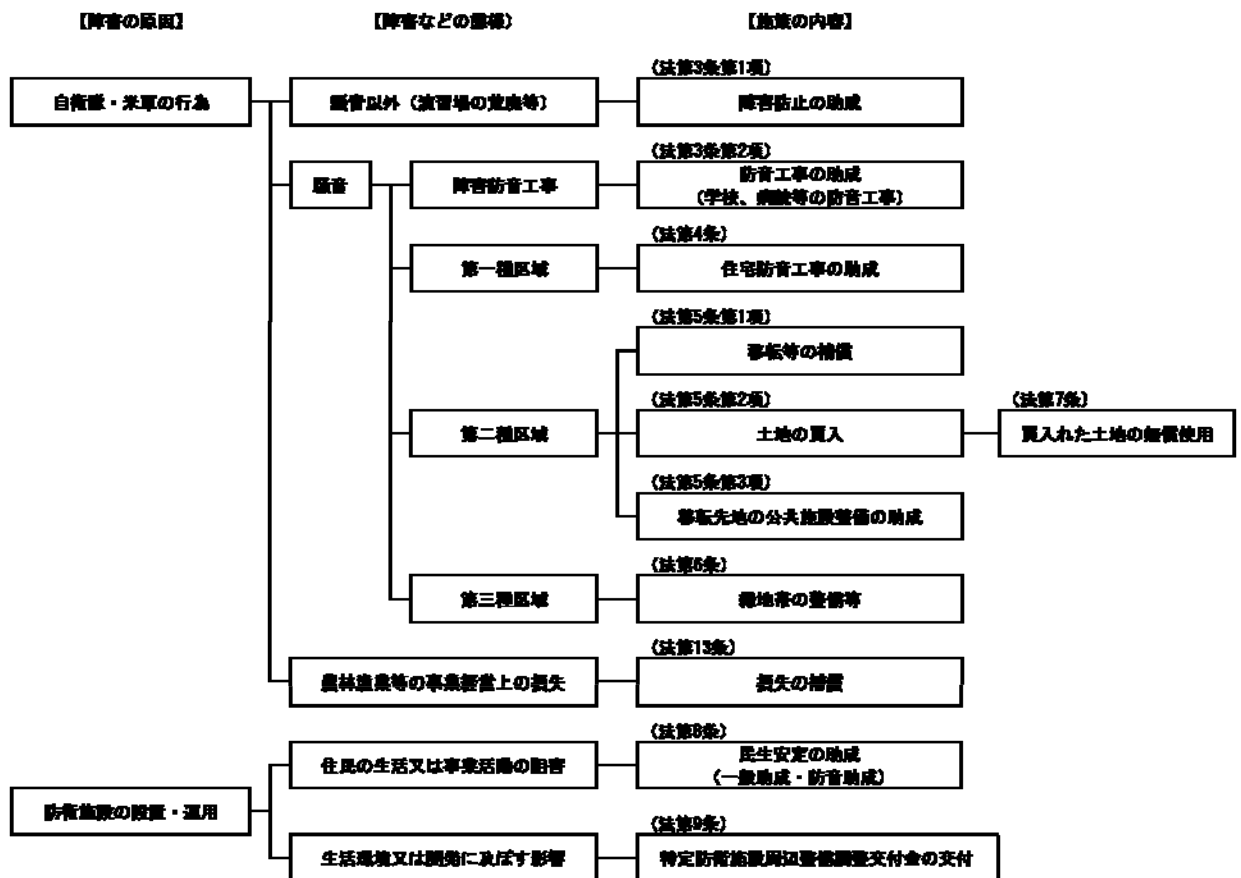 【障害の原因】
【障害などの態様）
【施策の内容】
自衛隊・米軍の行為
騒音以外（演習場の荒廃等）
（法第3条第1項）
障害防止の助成
騒音
障害防音工事
（法第3条第2項）
防音工事の助成
（学校、病院等の防音工事）
第一種区域
（法第4条）
住宅防音工事の助成
第二種区域
（法第5条第1項）
移転等の補償
（法第5条第2項）
土地の買入
（法第7条）
買入れた土地の無償使用
（法第5条第3項）
移転先地の公共施設整備の助成
第三種区域
（法第6条）
緑地帯の整備等
農林漁業等の事業経営上の損失
（法第13条）
損失の補償
防衛施設の設置・運用
住民の生活又は事業活動の阻害
（法第8条）
民生安定の助成
（一般助成・防音助成）
生活環境又は開発に及ぼす影響
（法第9条）
特定防衛施設周辺整備調整交付金の交付